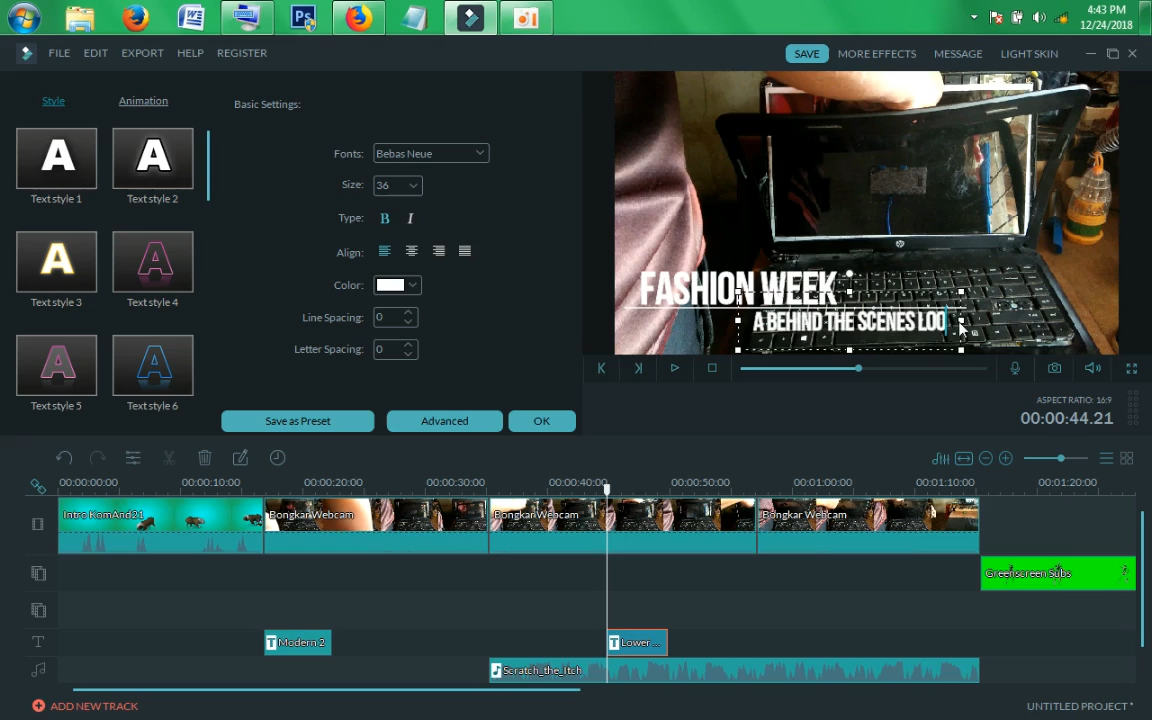 4:43 PM
12/24/2018
FILE EDIT EXPORT HELP REGISTER
SAVE MORE EFFECTS MESSAGE LIGHT SKIN
Style Animation
Basic Settings:
A A
Text style 1 Text style 2
A A
Text style 3 Text style 4
A A
Text style 5 Text style 6
Fonts: Bebas Neue
Size: 36
Type: B I
Align:
Color:
Line Spacing: 0
Letter Spacing: 0
Save as Preset Advanced OK
FASHION WEEK
A BEHIND THE SCENES LOO
ASPECT RATIO: 16:9
00:00:44.21
00:00:00:00 00:00:10:00 00:00:20:00 00:00:30:00 00:00:40:00 00:00:50:00 00:01:00:00 00:01:10:00 00:01:20:00
Intro KomAnd21 Bongkar Webcam Bongkar Webcam Bongkar Webcam
Greenscreen Subs
T T Modern 2 T Lower ...
Scratch_the_Itch
ADD NEW TRACK
UNTITLED PROJECT *